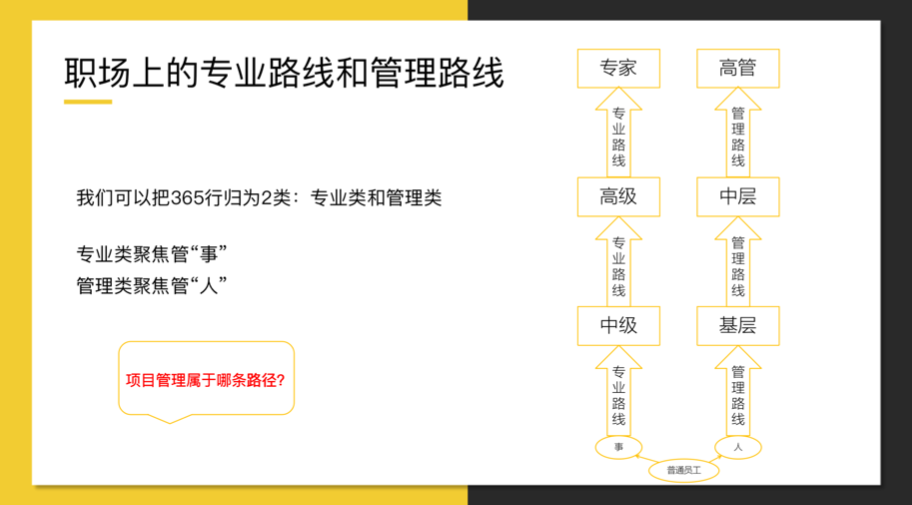 职场上的专业路线和管理路线
我们可以把365行归为2类：专业类和管理类
专业类聚焦管“事”
管理类聚焦管“人”
项目管理属于哪条路径?
专家
高管
专业路线
管理路线
高级
中层
专业路线
管理路线
中级
基层
专业路线
管理路线
事
人
普通员工